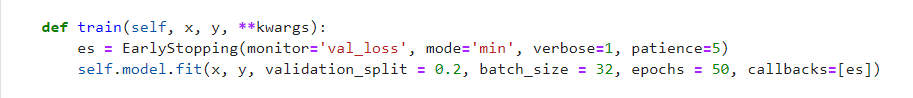 def train(self, x, y, **kwargs):
    es = EarlyStopping(monitor='val_loss', mode='min', verbose=1, patience=5)
    self.model.fit(x, y, validation_split = 0.2, batch_size = 32, epochs = 50, callbacks=[es])